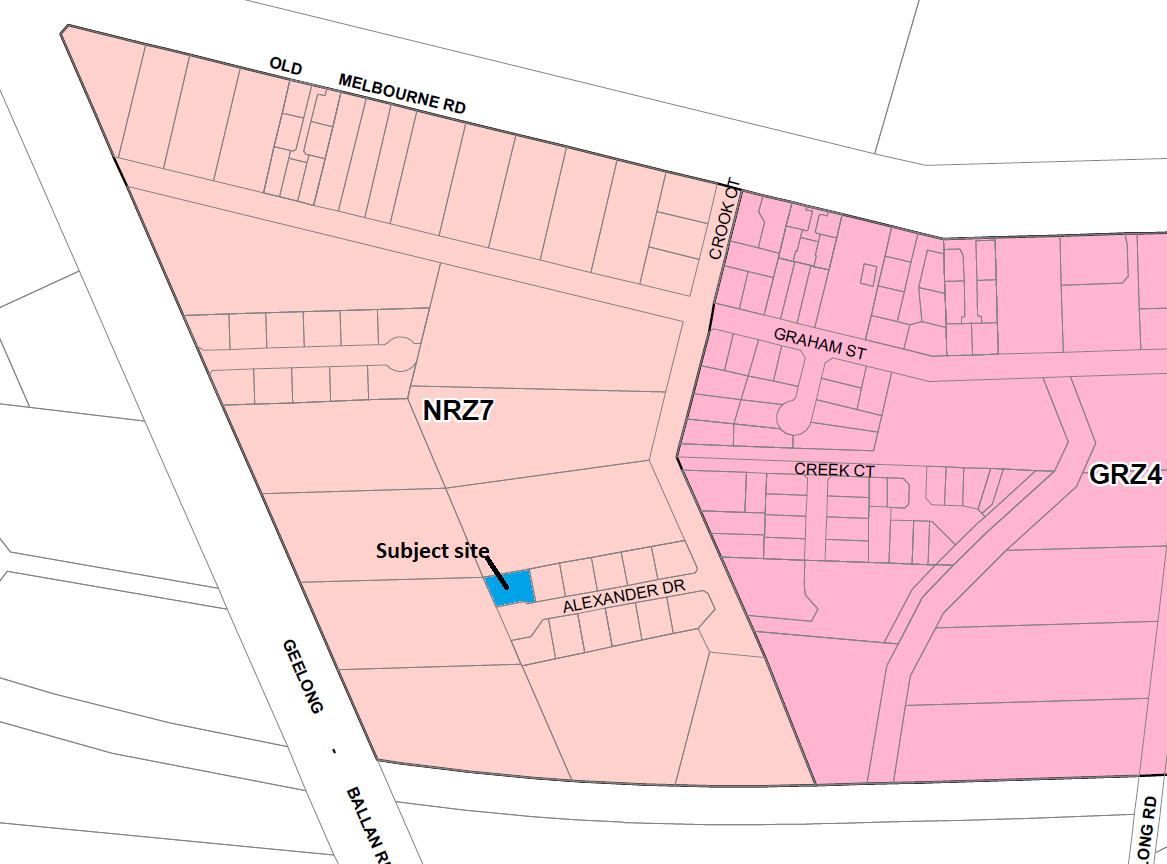 OLD MELBOURNE RD
CROOK CT
GRAHAM ST
NRZ7
CREEK CT
GRZ4
Subject site
ALEXANDER DR
GEELONG - BALLAN
LONG RD